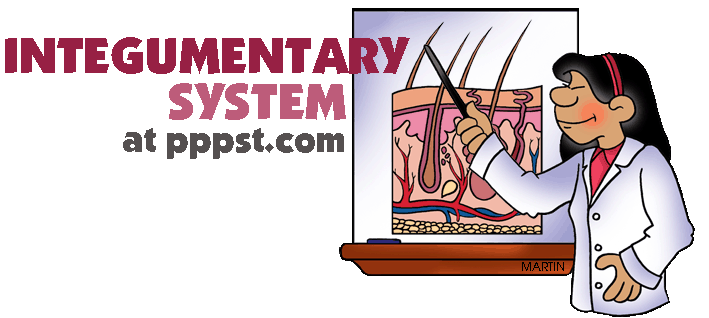 INTEGUMENTARY
SYSTEM
at pppst.com
MARTIN